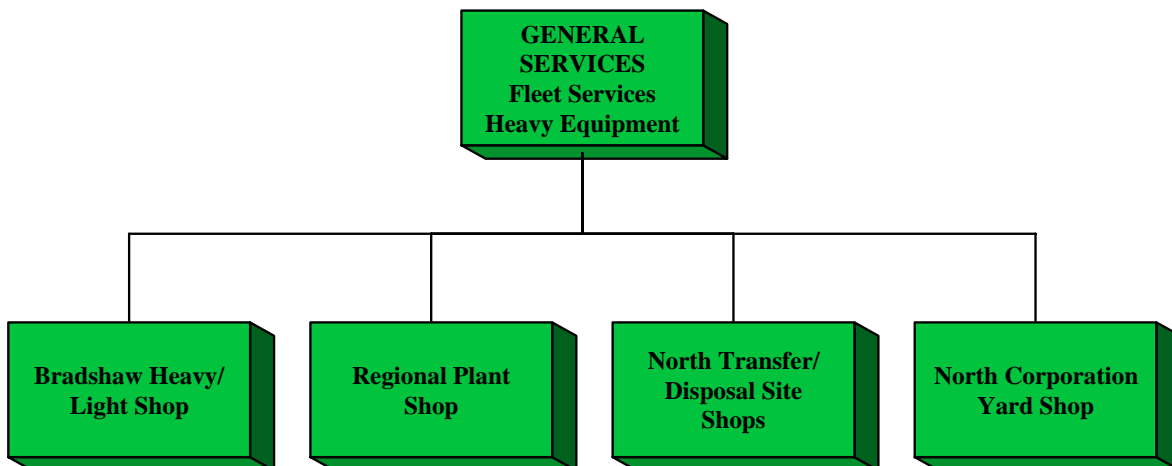 GENERAL
SERVICES
Fleet Services
Heavy Equipment
Bradshaw Heavy/
Light Shop
Regional Plant
Shop
North Transfer/
Disposal Site
Shops
North Corporation
Yard Shop